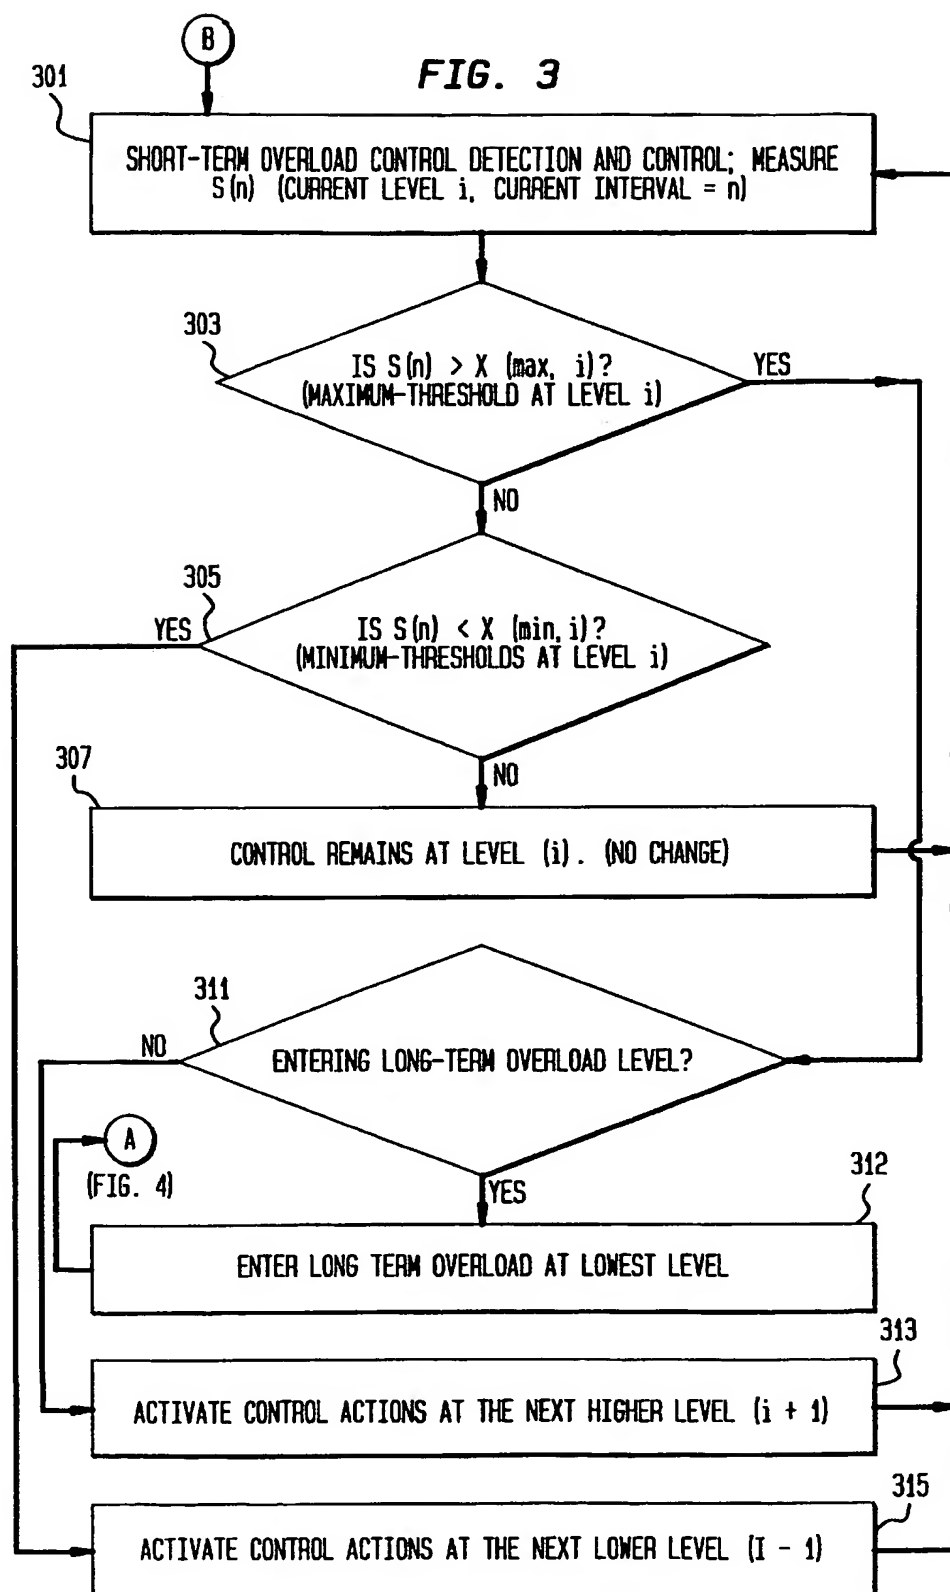 B
FIG. 3
301
SHORT-TERM OVERLOAD CONTROL DETECTION AND CONTROL; MEASURE
S(n) (CURRENT LEVEL i, CURRENT INTERVAL = n)
303
IS S(n) > X (max, i)?
(MAXIMUM-THRESHOLD AT LEVEL i)
YES
NO
305
YES
IS S(n) < X (min, i)?
(MINIMUM-THRESHOLDS AT LEVEL i)
NO
307
CONTROL REMAINS AT LEVEL (i). (NO CHANGE)
311
NO
ENTERING LONG-TERM OVERLOAD LEVEL?
A
(FIG. 4)
YES
312
ENTER LONG TERM OVERLOAD AT LOWEST LEVEL
313
ACTIVATE CONTROL ACTIONS AT THE NEXT HIGHER LEVEL (i + 1)
315
ACTIVATE CONTROL ACTIONS AT THE NEXT LOWER LEVEL (I - 1)